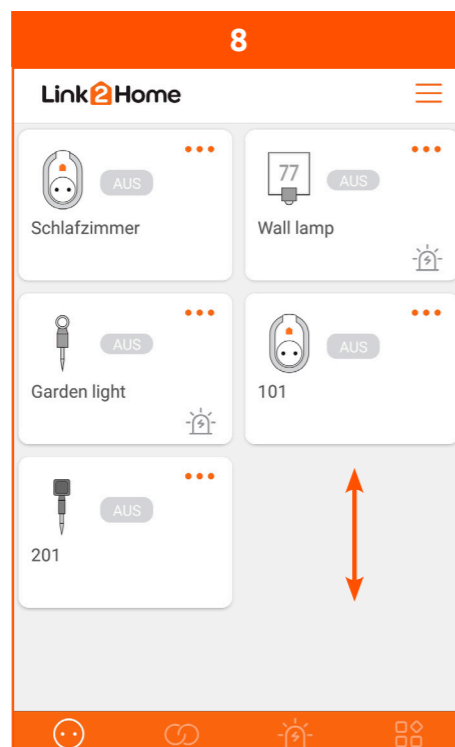 8
Link2Home
AUS
Schlafzimmer
77
AUS
Wall lamp
AUS
Garden light
AUS
101
AUS
201